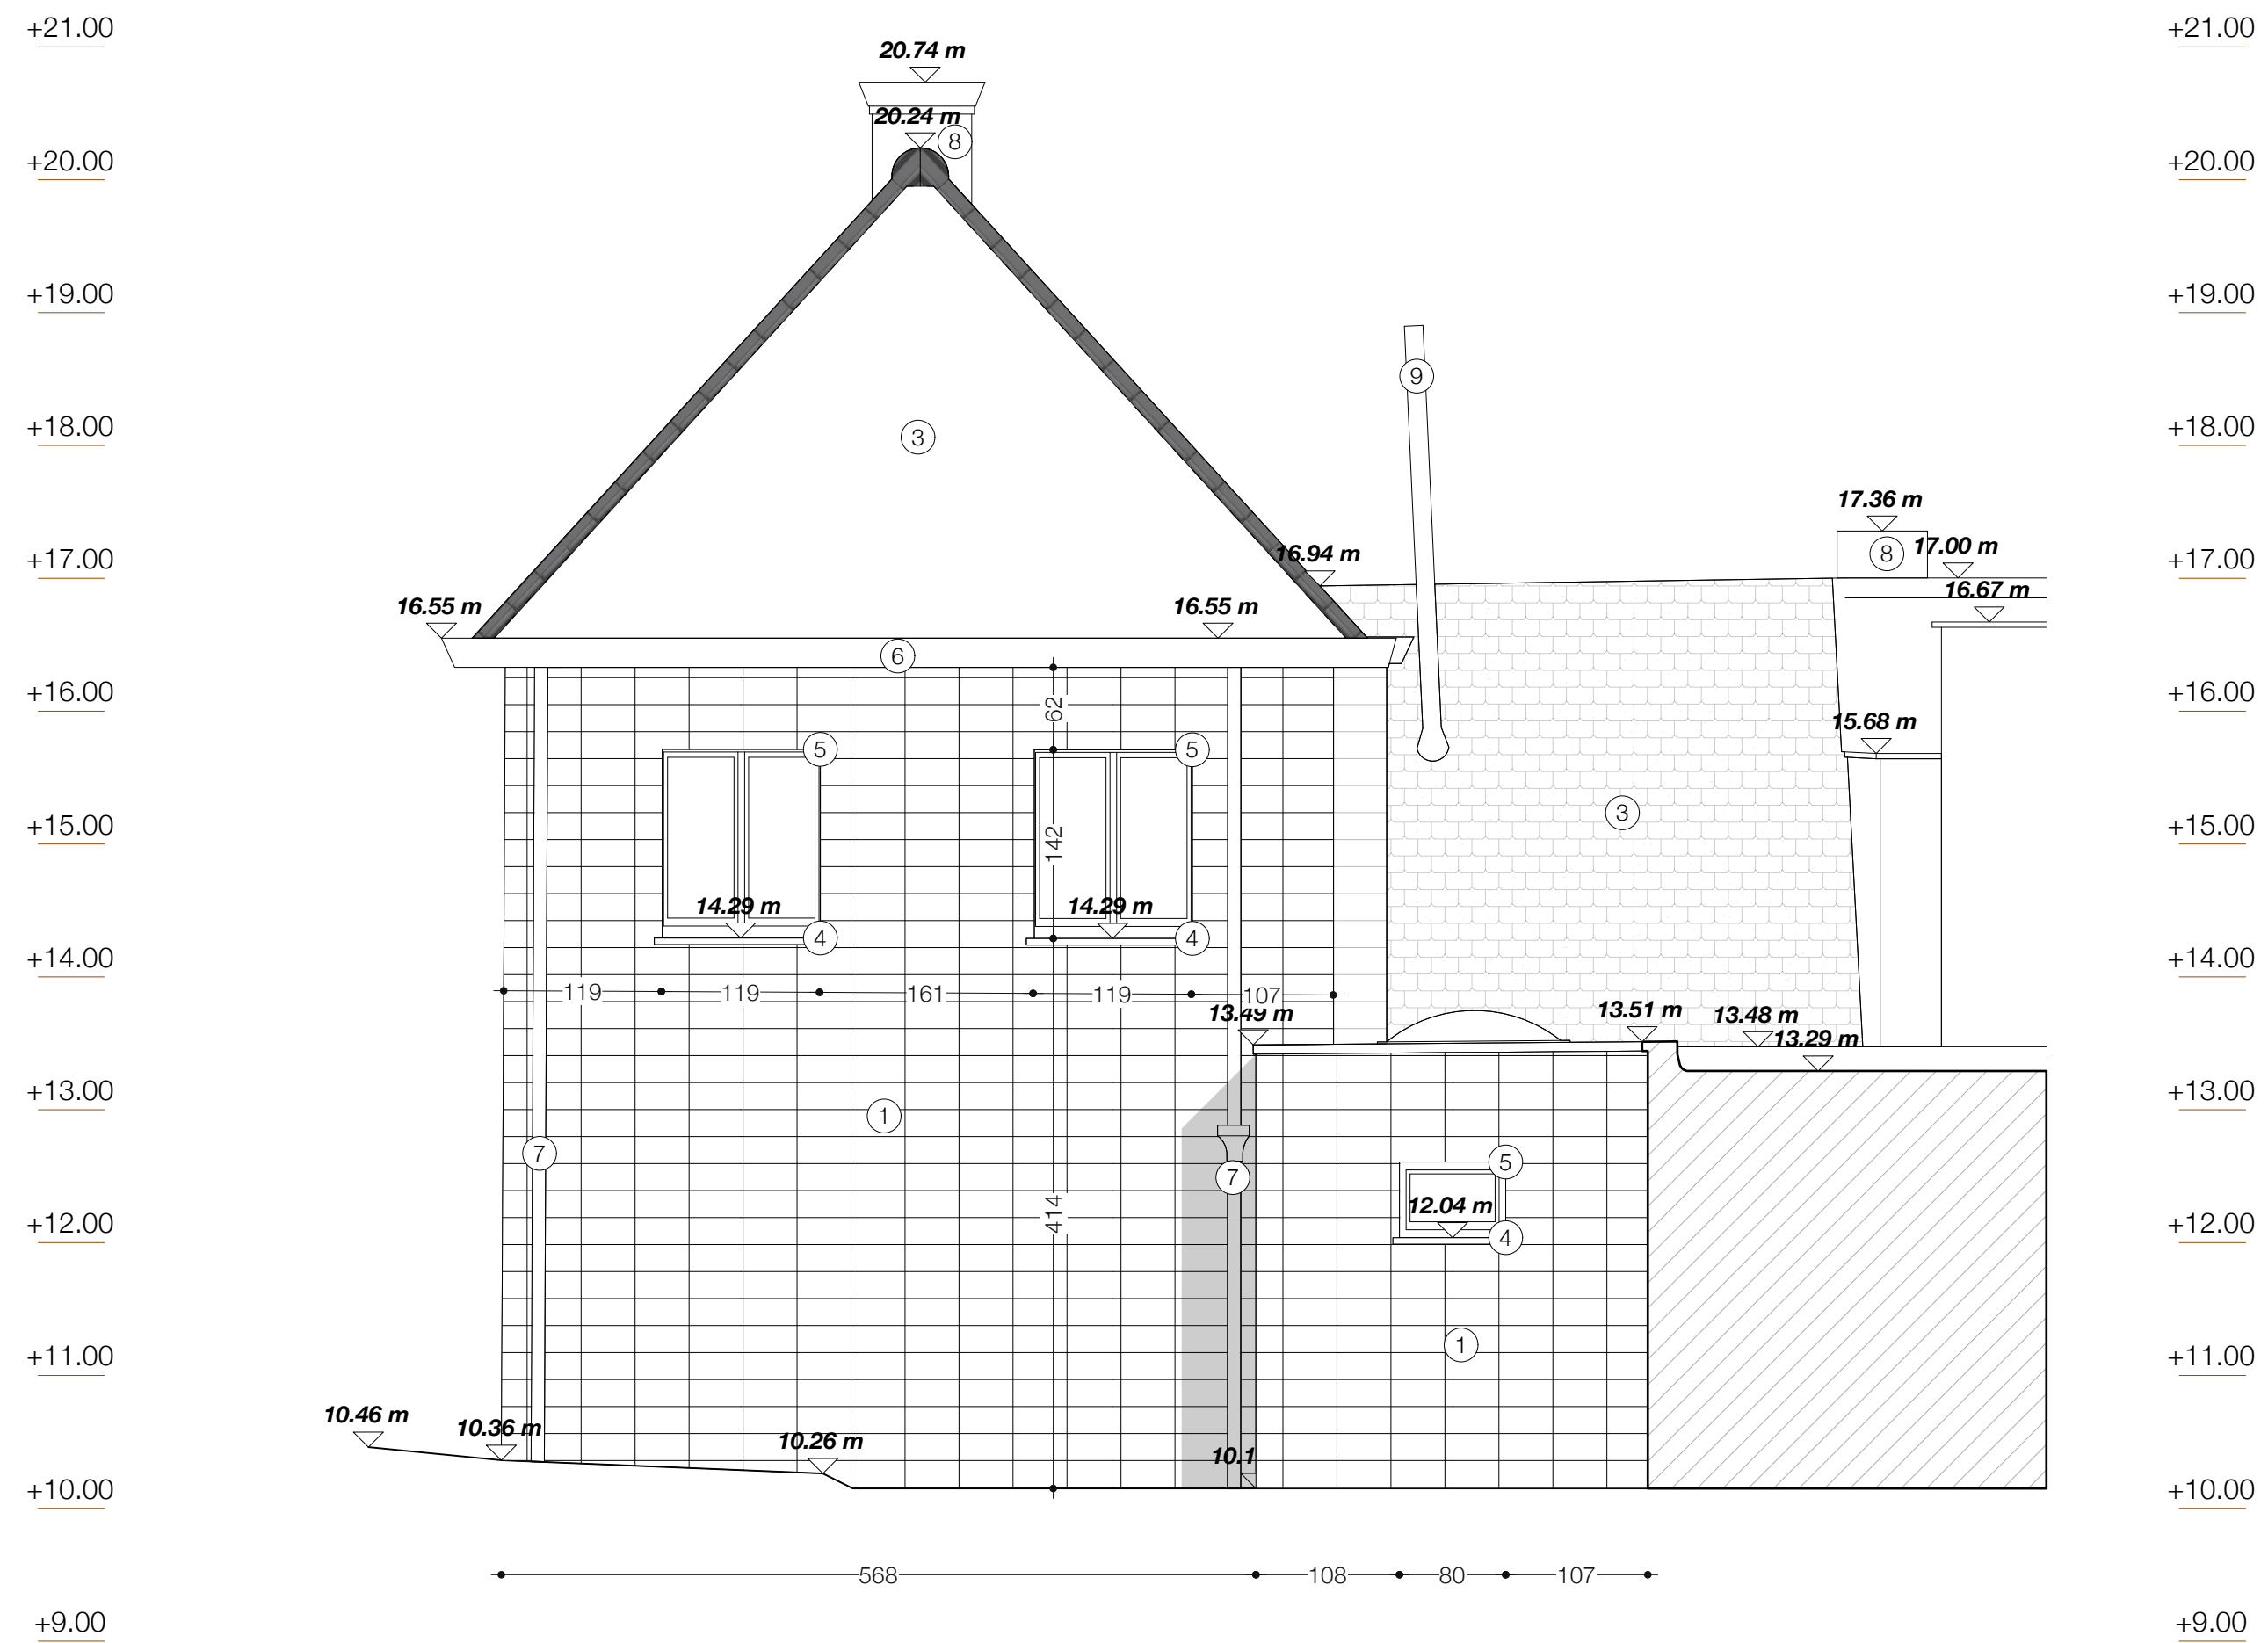 +21.00
+21.00
20.74 m
20.24 m
8
+20.00
+20.00
+19.00
+19.00
9
+18.00
3
+18.00
17.36 m
+17.00
16.94 m
8
17.00 m
+17.00
16.67 m
16.55 m
16.55 m
6
+16.00
62
+16.00
15.68 m
5
5
+15.00
142
3
+15.00
14.29 m
14.29 m
4
4
+14.00
+14.00
119
119
161
119
107
13.49 m
13.51 m
13.48 m
13.29 m
+13.00
1
+13.00
7
7
5
12.04 m
+12.00
414
4
+12.00
+11.00
1
+11.00
10.46 m
10.36 m
10.26 m
10.1
+10.00
+10.00
568
108
80
107
+9.00
+9.00